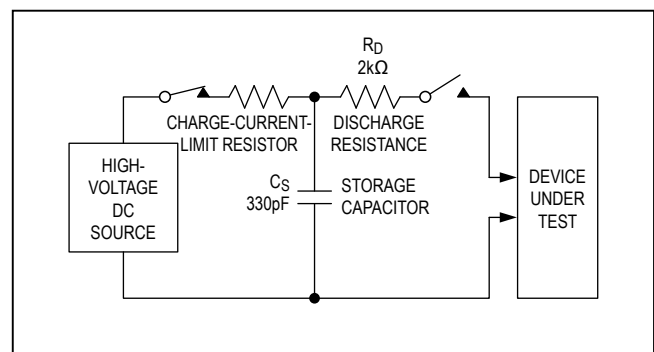 R_D
2kΩ
CHARGE-CURRENT-
LIMIT RESISTOR
DISCHARGE
RESISTANCE
HIGH-
VOLTAGE
DC
SOURCE
C_S
330pF
STORAGE
CAPACITOR
DEVICE
UNDER
TEST